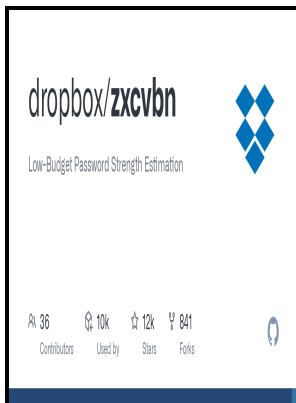 dropbox/zxcvbn
Low-Budget Password Strength Estimation
36 10k 12k 841
Contributors Used by Stars Forks